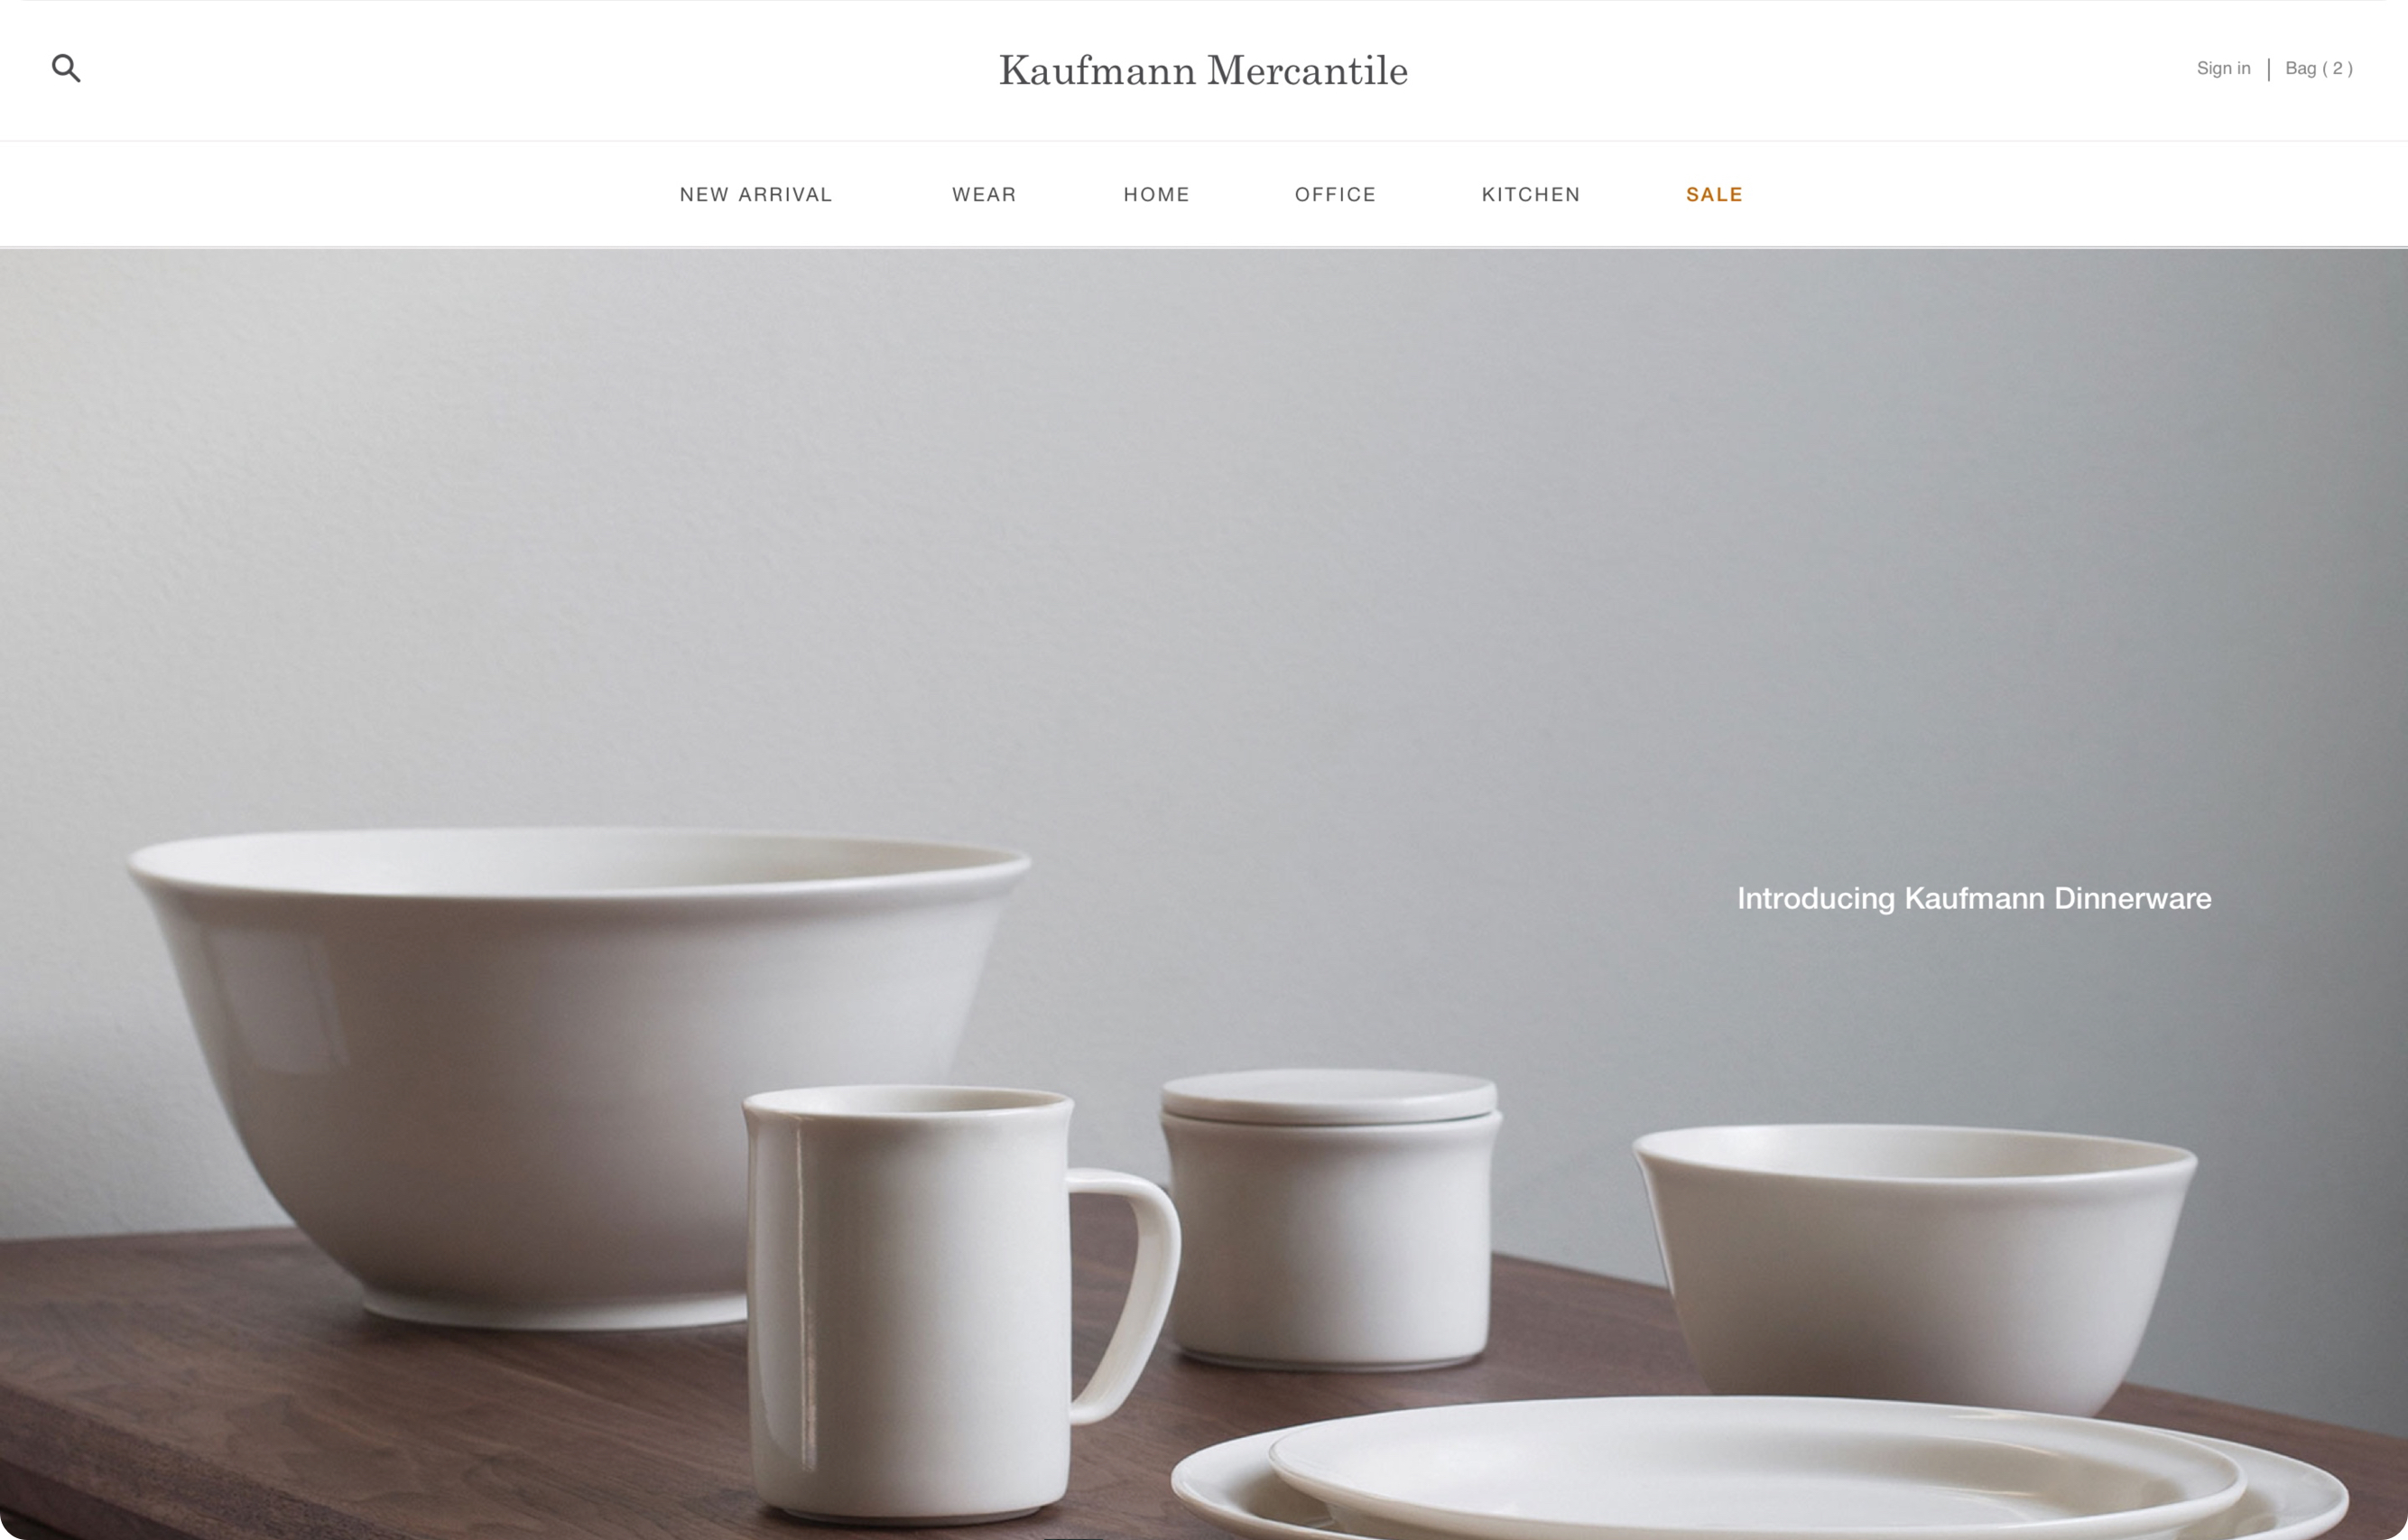 Kaufmann Mercantile
Sign in | Bag ( 2 )
NEW ARRIVAL WEAR HOME OFFICE KITCHEN SALE
Introducing Kaufmann Dinnerware